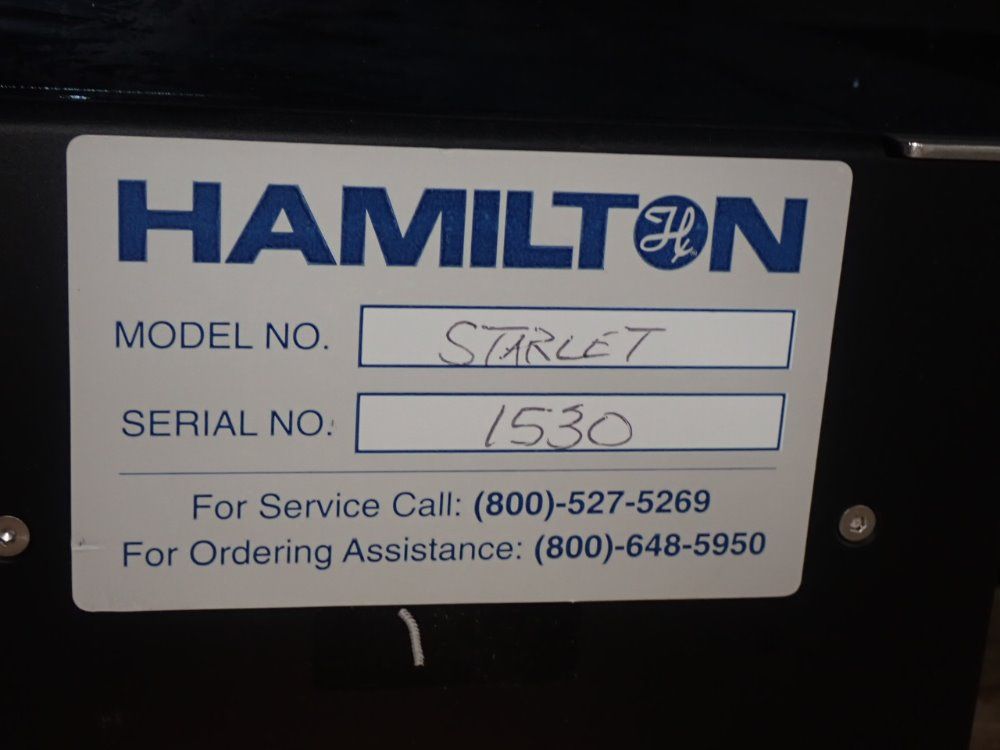 HAMILTON
MODEL NO. STARLET
SERIAL NO. 1530
For Service Call: (800)-527-5269
For Ordering Assistance: (800)-648-5950